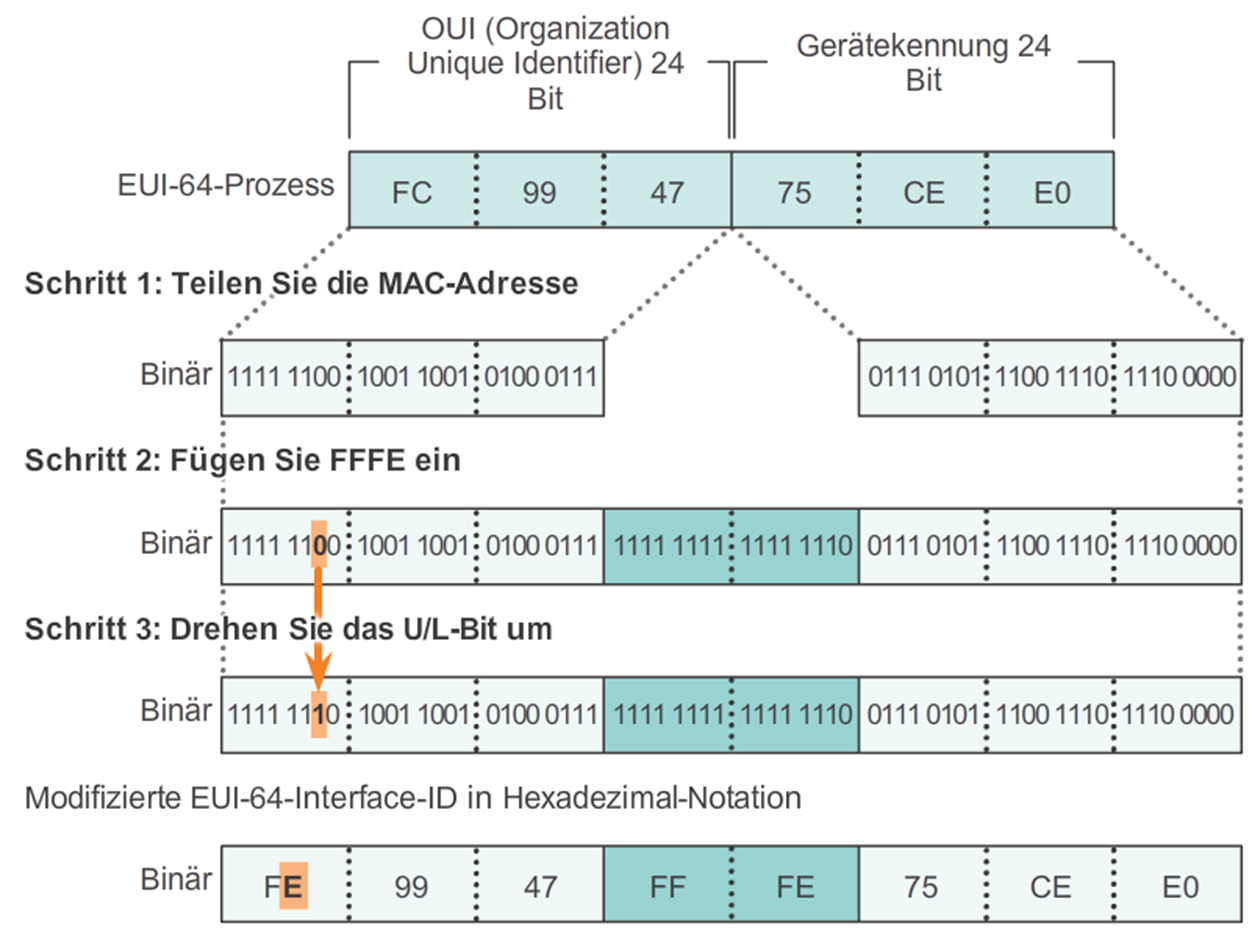 OUI (Organization
Unique Identifier) 24
Bit
Gerätekennung 24
Bit
EUI-64-Prozess FC 99 47 75 CE E0
Schritt 1: Teilen Sie die MAC-Adresse
Binär 1111 1100 1001 1001 0100 0111 0111 0101 1100 1110 1110 0000
Schritt 2: Fügen Sie FFFE ein
Binär 1111 1100 1001 1001 0100 0111 1111 1111 1111 1110 0111 0101 1100 1110 1110 0000
Schritt 3: Drehen Sie das U/L-Bit um
Binär 1111 1110 1001 1001 0100 0111 1111 1111 1111 1110 0111 0101 1100 1110 1110 0000
Modifizierte EUI-64-Interface-ID in Hexadezimal-Notation
Binär FE 99 47 FF FE 75 CE E0